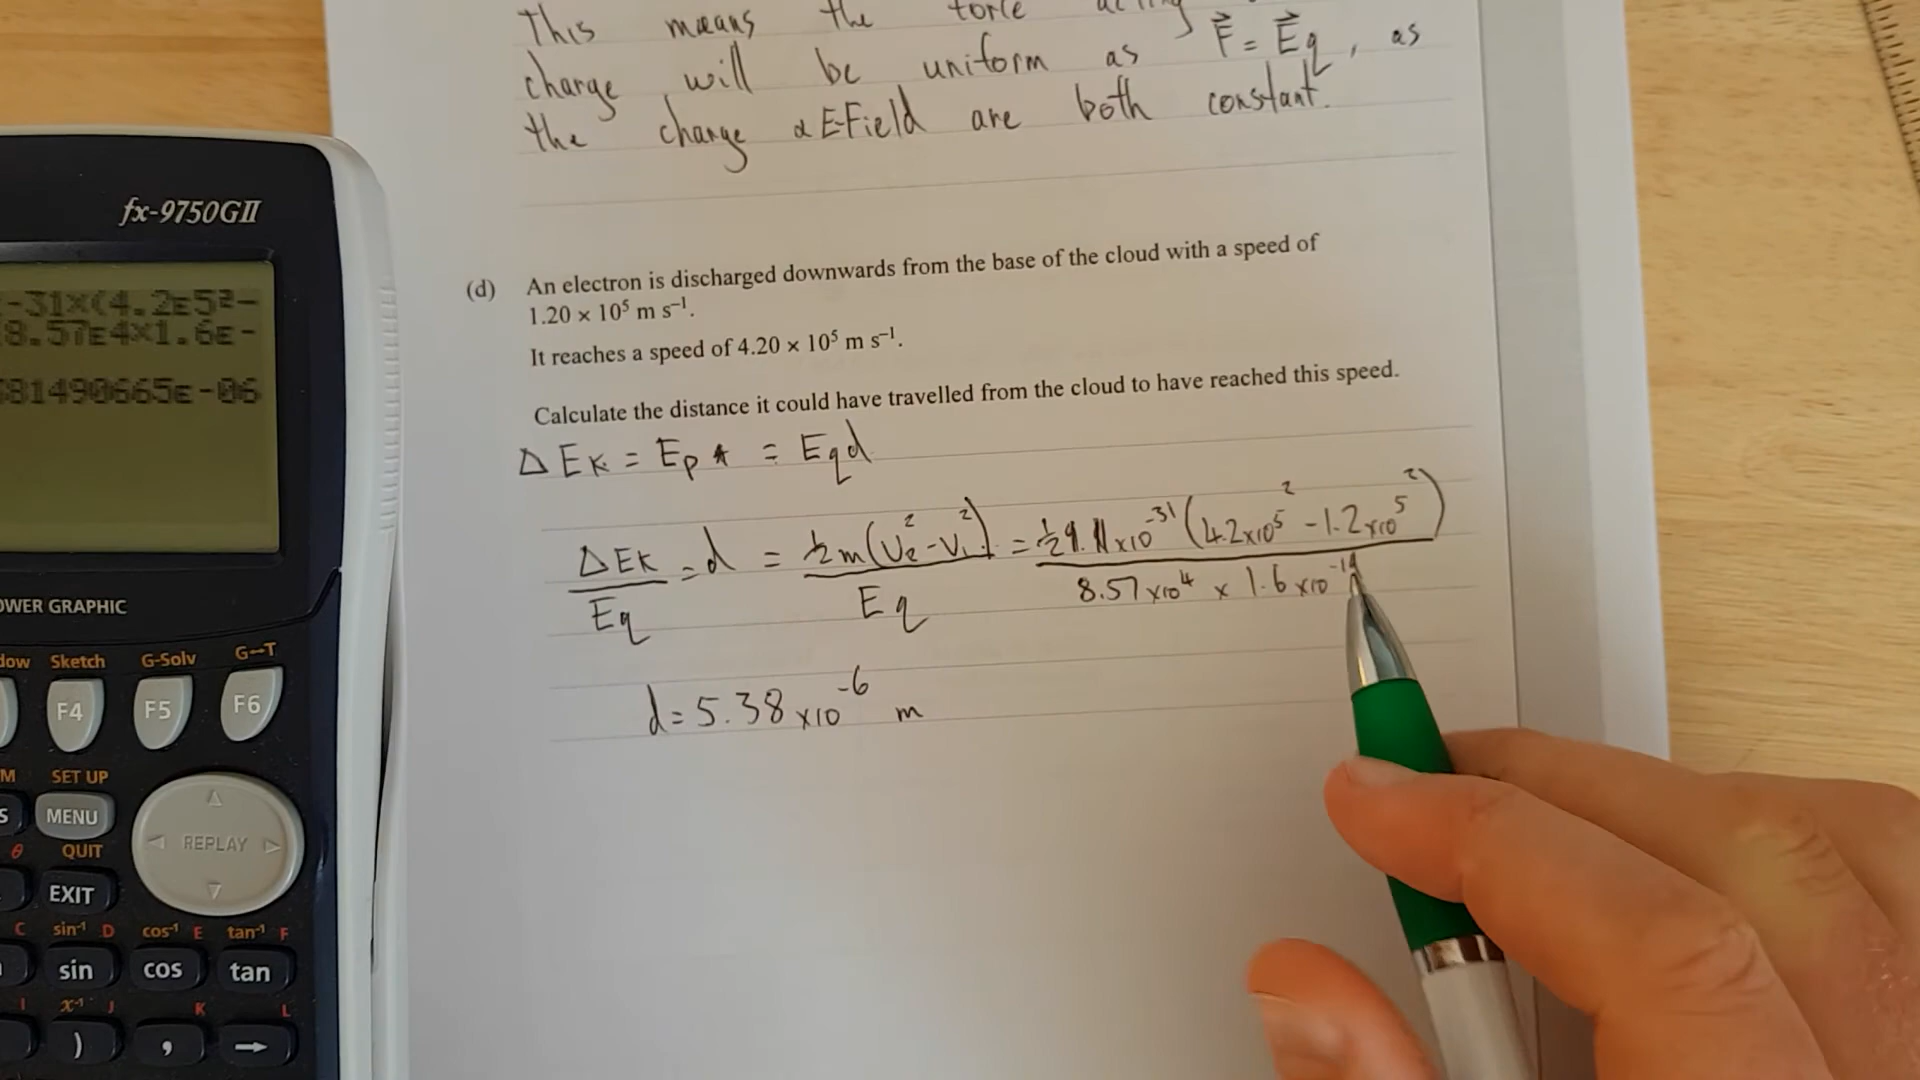 This means the force acting
charge will be uniform as F = Eq, as
the charge & E-Field are both constant.
(d) An electron is discharged downwards from the base of the cloud with a speed of
1.20 × 10⁵ m s⁻¹.
It reaches a speed of 4.20 × 10⁵ m s⁻¹.
Calculate the distance it could have travelled from the cloud to have reached this speed.
ΔEK = Ep = Eqd
ΔEK/Eq = d = ½m(V₂² - V₁²)/Eq = ½9.11×10⁻³¹(4.2×10⁵² - 1.2×10⁵²)/8.57×10⁴ × 1.6×10⁻¹⁹
d = 5.38×10⁻⁶ m
fx-9750GII
-31×(4.2E5²-
8.57E4×1.6E-
81490665E-06
OWER GRAPHIC
Sketch G-Solv G↔T
F4 F5 F6
SET UP
MENU
REPLAY
θ QUIT
EXIT
C sin⁻¹ D cos⁻¹ E tan⁻¹ F
sin cos tan
I x⁻¹ J K L
) , →